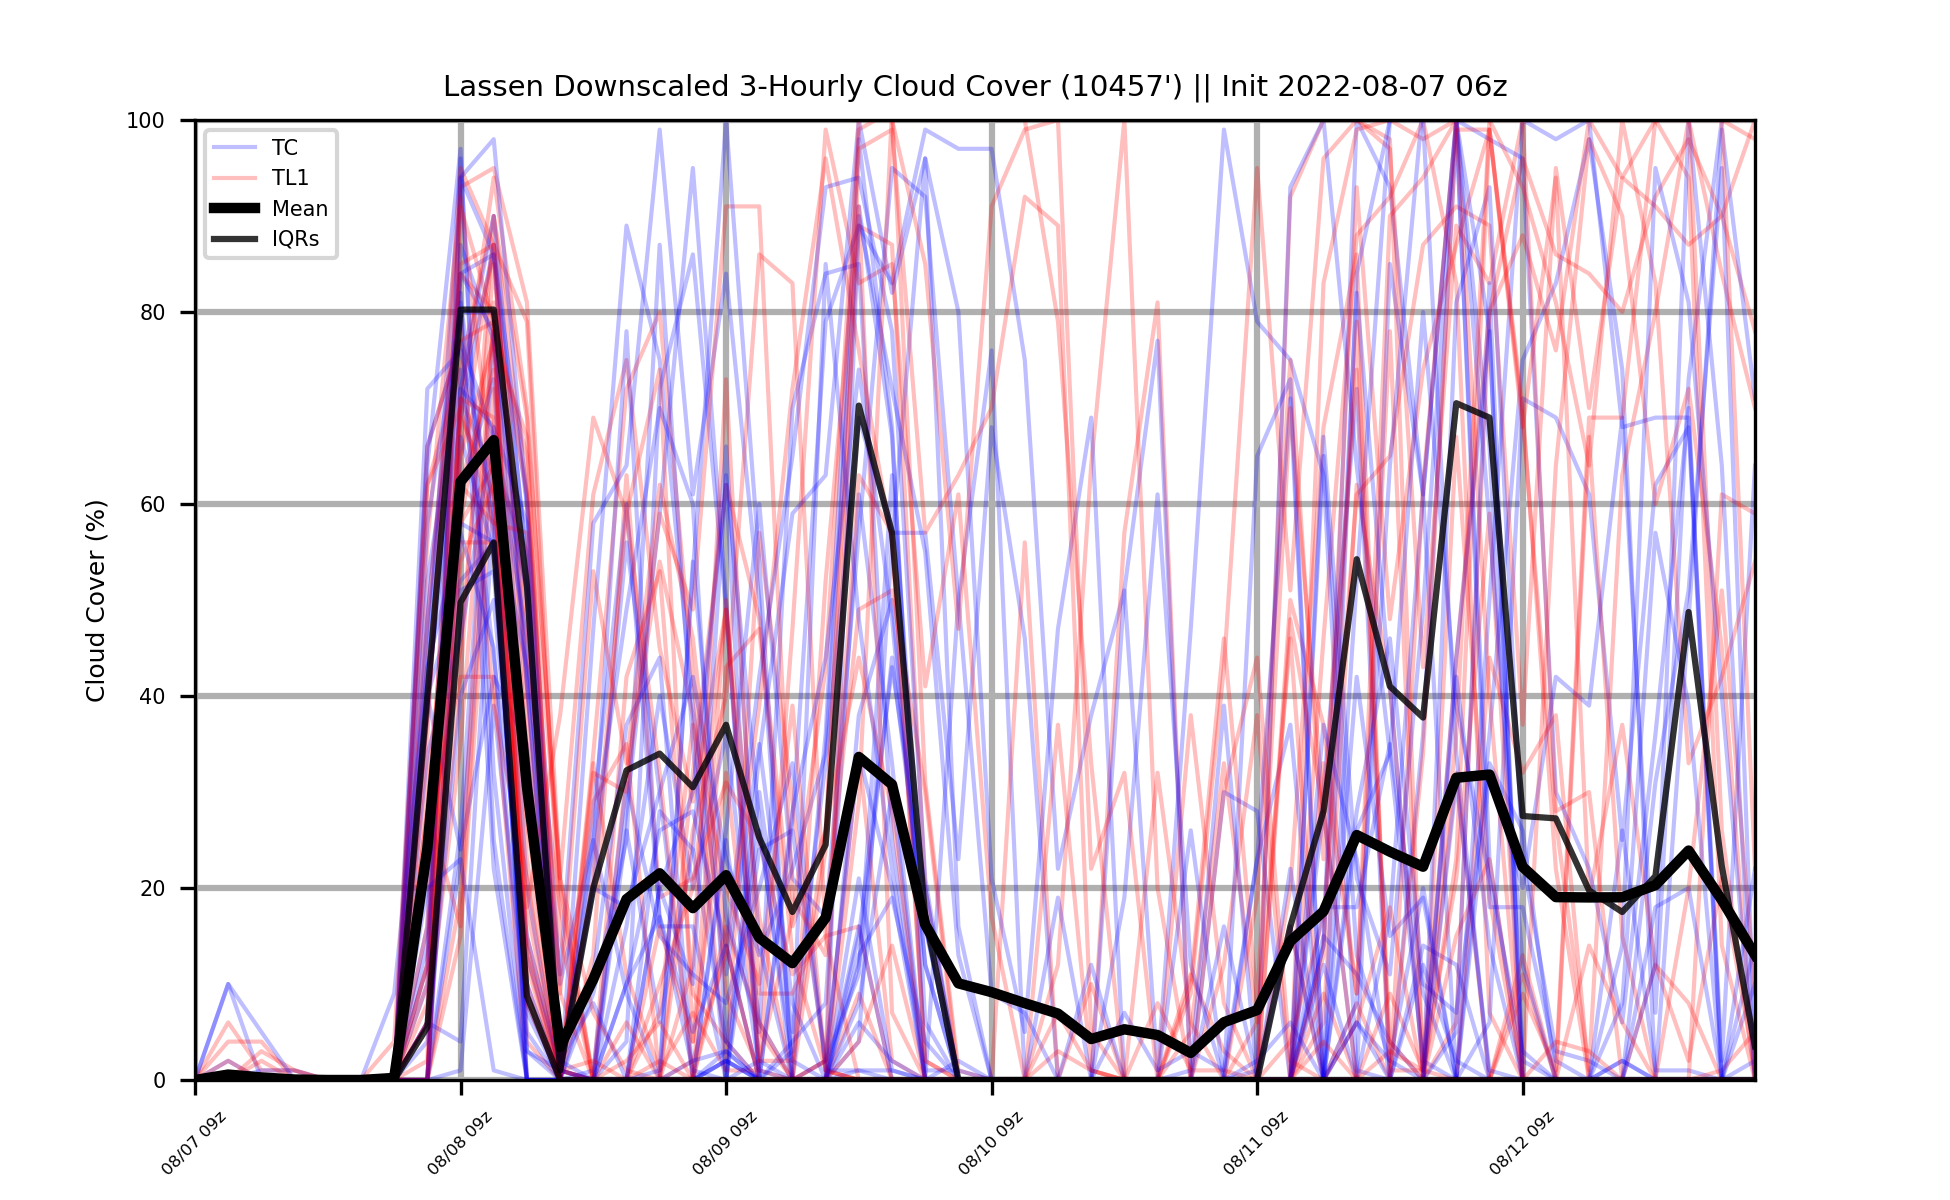 Lassen Downscaled 3-Hourly Cloud Cover (10457') || Init 2022-08-07 06z
100
80
60
40
20
0
Cloud Cover (%)
TC
TL1
Mean
IQRs
08/07 09z
08/08 09z
08/09 09z
08/10 09z
08/11 09z
08/12 09z